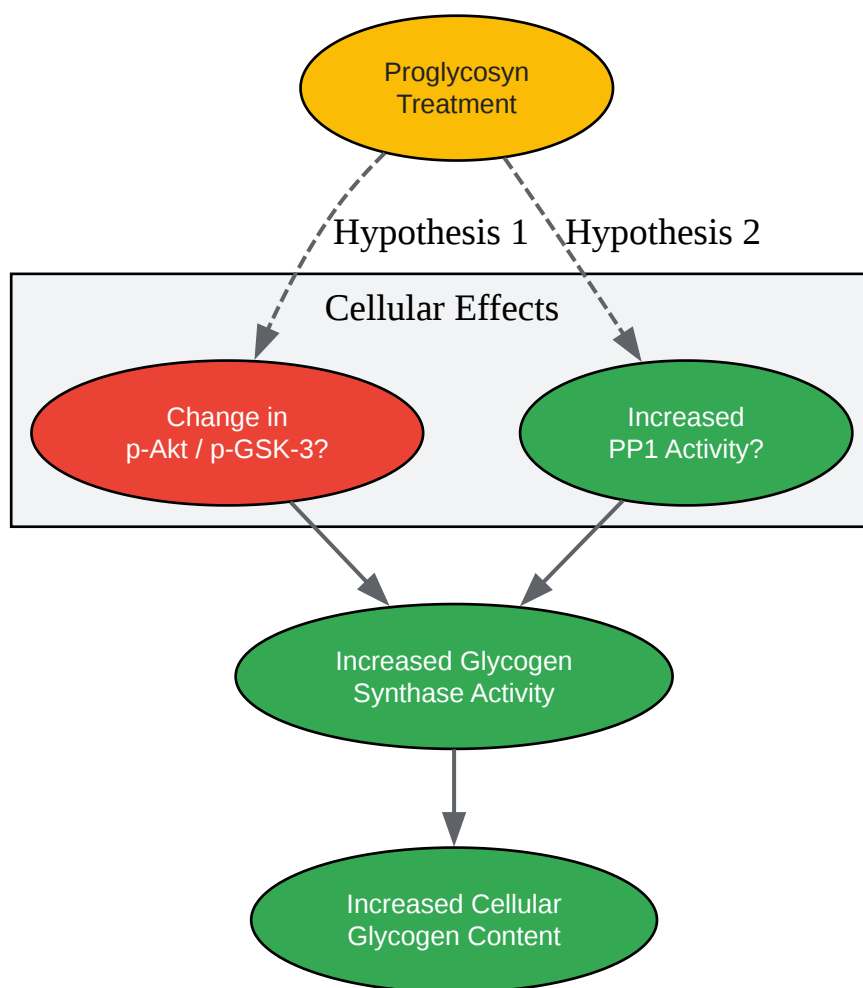 Proglycosyn
Treatment
Hypothesis 1
Hypothesis 2
Cellular Effects
Change in
p-Akt / p-GSK-3?
Increased
PP1 Activity?
Increased Glycogen
Synthase Activity
Increased Cellular
Glycogen Content